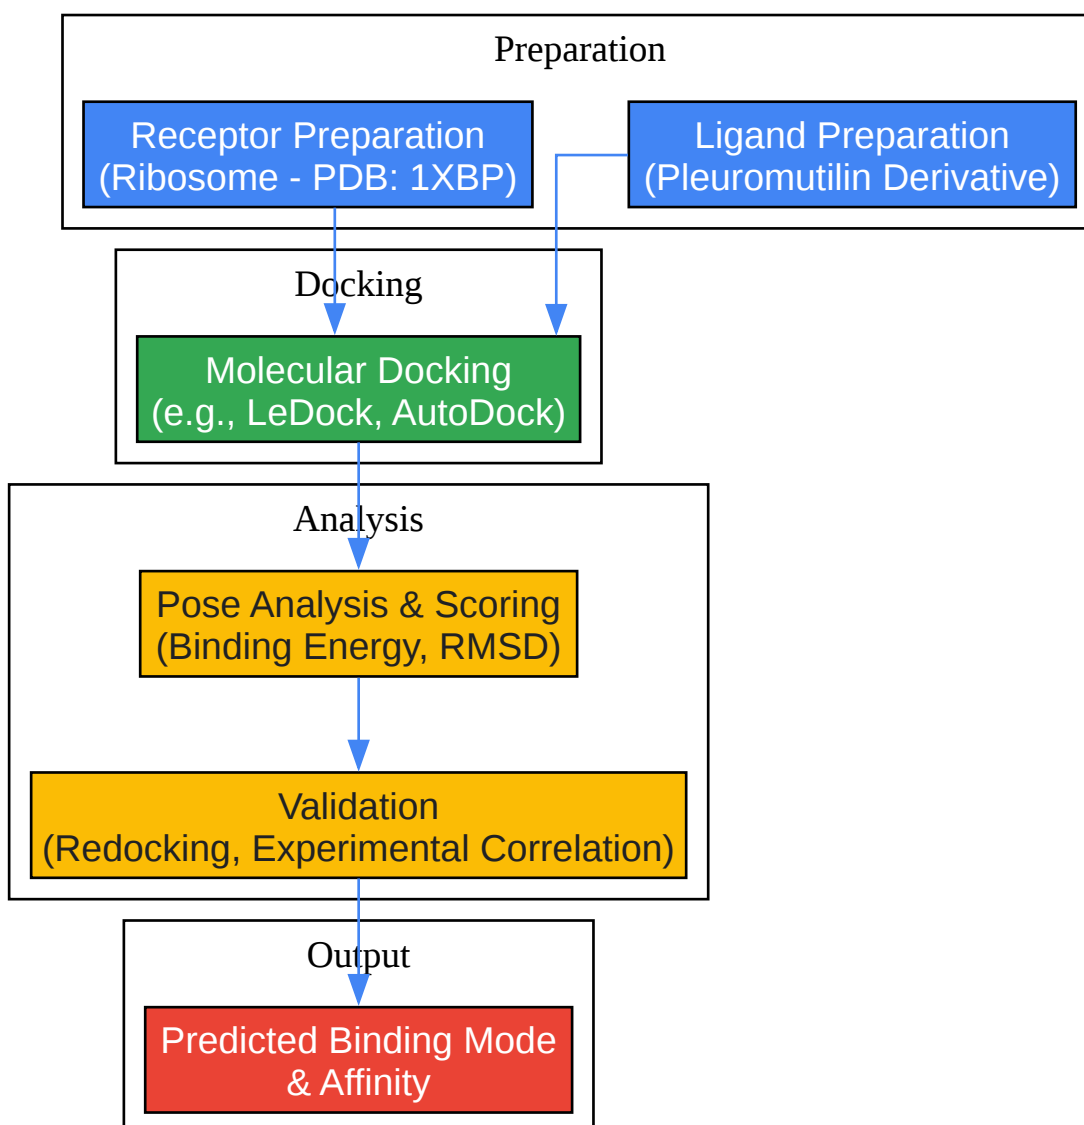 Preparation
Receptor Preparation
(Ribosome - PDB: 1XBP)
Ligand Preparation
(Pleuromutilin Derivative)
Docking
Molecular Docking
(e.g., LeDock, AutoDock)
Analysis
Pose Analysis & Scoring
(Binding Energy, RMSD)
Validation
(Redocking, Experimental Correlation)
Output
Predicted Binding Mode
& Affinity